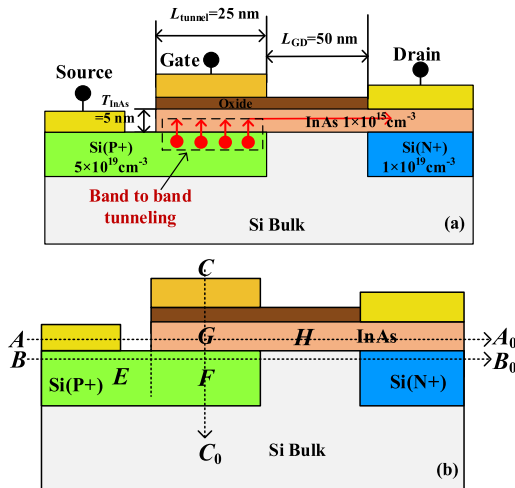 L_tunnel=25 nm
L_GD=50 nm
Source
Gate
Drain
T_InAs
=5 nm
Oxide
InAs 1×10^15cm^-3
Si(P+)
5×10^19cm^-3
Si(N+)
1×10^19cm^-3
Band to band
tunneling
Si Bulk
(a)
C
A
G
H
InAs
A_0
B
B_0
E
F
Si(P+)
Si(N+)
C_0
Si Bulk
(b)